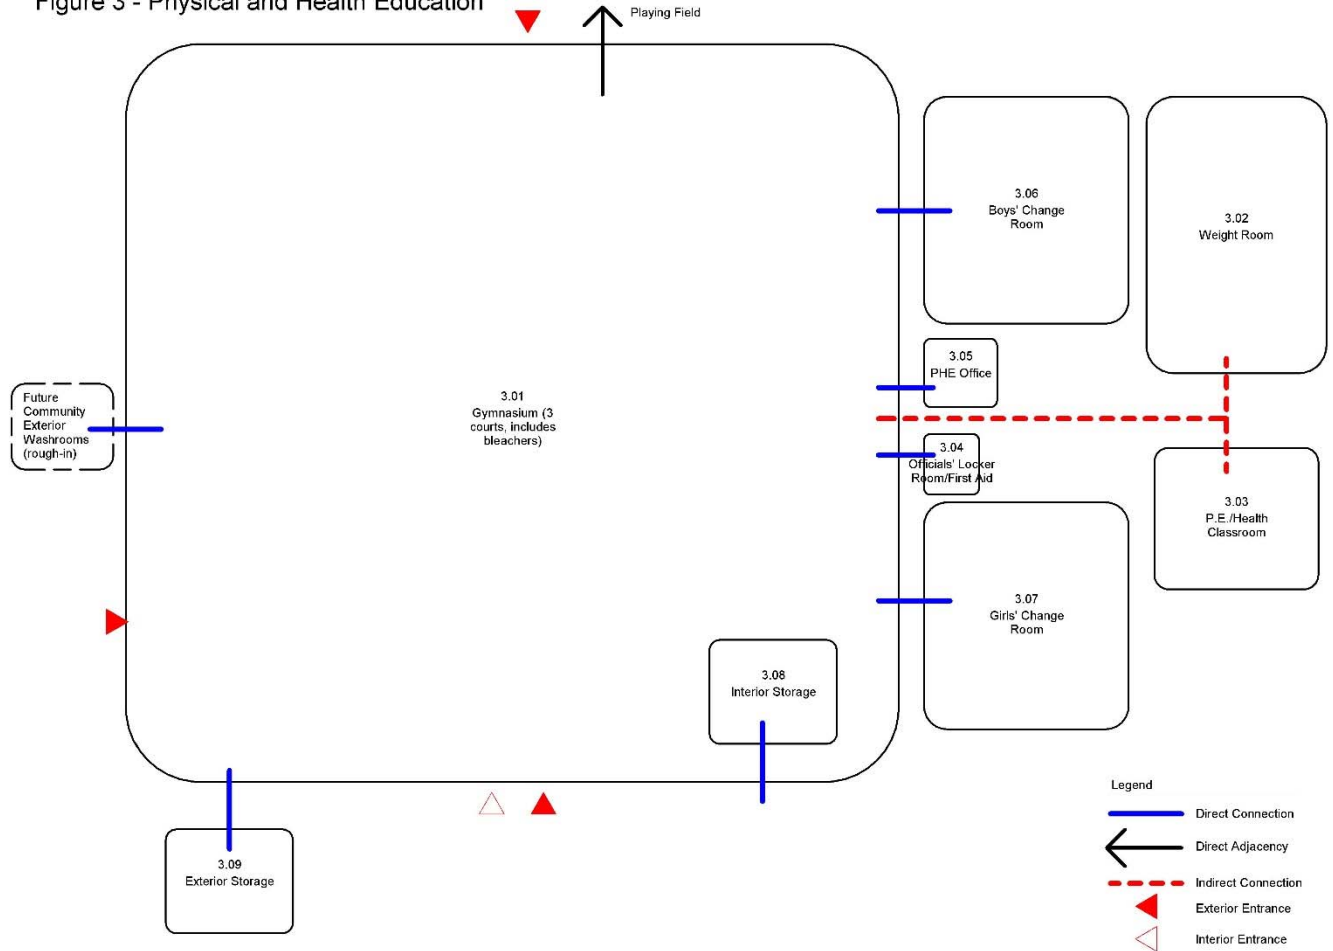 Figure 3 - Physical and Health Education
Playing Field
3.06
Boys' Change
Room
3.02
Weight Room
3.05
PHE Office
3.01
Gymnasium (3
courts, includes
bleachers)
Future
Community
Exterior
Washrooms
(rough-in)
3.04
Officials' Locker
Room/First Aid
3.03
P.E./Health
Classroom
3.07
Girls' Change
Room
3.08
Interior Storage
3.09
Exterior Storage
Legend
Direct Connection
Direct Adjacency
Indirect Connection
Exterior Entrance
Interior Entrance